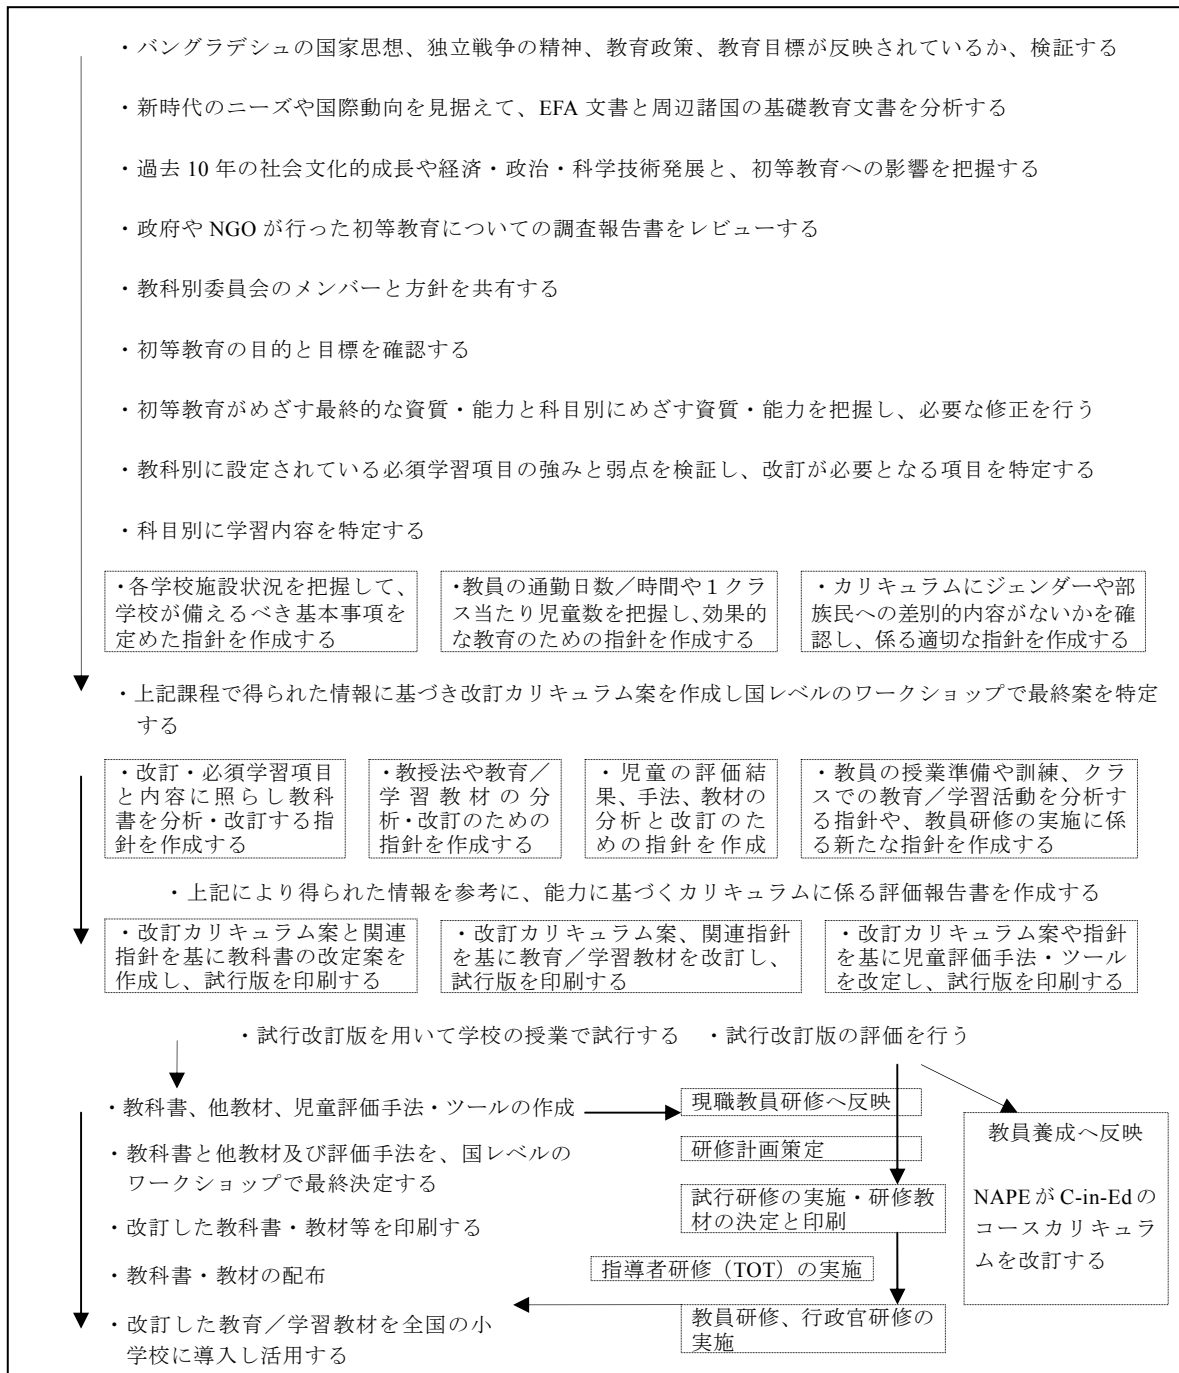 ・バングラデシュの国家思想、独立戦争の精神、教育政策、教育目標が反映されているか、検証する
・新時代のニーズや国際動向を見据えて、EFA 文書と周辺諸国の基礎教育文書を分析する
・過去 10 年の社会文化的成長や経済・政治・科学技術発展と、初等教育への影響を把握する
・政府や NGO が行った初等教育についての調査報告書をレビューする
・教科別委員会のメンバーと方針を共有する
・初等教育の目的と目標を確認する
・初等教育がめざす最終的な資質・能力と科目別にめざす資質・能力を把握し、必要な修正を行う
・教科別に設定されている必須学習項目の強みと弱点を検証し、改訂が必要となる項目を特定する
・科目別に学習内容を特定する
・各学校施設状況を把握して、
学校が備えるべき基本事項を
定めた指針を作成する
・教員の通勤日数／時間や１クラ
ス当たり児童数を把握し、効果的
な教育のための指針を作成する
・カリキュラムにジェンダーや部
族民への差別的内容がないかを確
認し、係る適切な指針を作成する
・上記課程で得られた情報に基づき改訂カリキュラム案を作成し国レベルのワークショップで最終案を特定
する
・改訂・必須学習項目
と内容に照らし教科
書を分析・改訂する指
針を作成する
・教授法や教育／
学習教材の分
析・改訂のための
指針を作成する
・児童の評価結
果、手法、教材の
分析と改訂のた
めの指針を作成
・教員の授業準備や訓練、クラ
スでの教育／学習活動を分析す
る指針や、教員研修の実施に係
る新たな指針を作成する
・上記により得られた情報を参考に、能力に基づくカリキュラムに係る評価報告書を作成する
・改訂カリキュラム案と関連
指針を基に教科書の改定案を
作成し、試行版を印刷する
・改訂カリキュラム案、関連指針
を基に教育／学習教材を改訂し、
試行版を印刷する
・改訂カリキュラム案や指針
を基に児童評価手法・ツール
を改定し、試行版を印刷する
・試行改訂版を用いて学校の授業で試行する ・試行改訂版の評価を行う
・教科書、他教材、児童評価手法・ツールの作成
・教科書と他教材及び評価手法を、国レベルの
ワークショップで最終決定する
・改訂した教科書・教材等を印刷する
・教科書・教材の配布
・改訂した教育／学習教材を全国の小
学校に導入し活用する
現職教員研修へ反映
研修計画策定
試行研修の実施・研修教
材の決定と印刷
指導者研修（TOT）の実施
教員研修、行政官研修の
実施
教員養成へ反映
NAPE が C-in-Ed の
コースカリキュラ
ムを改訂する